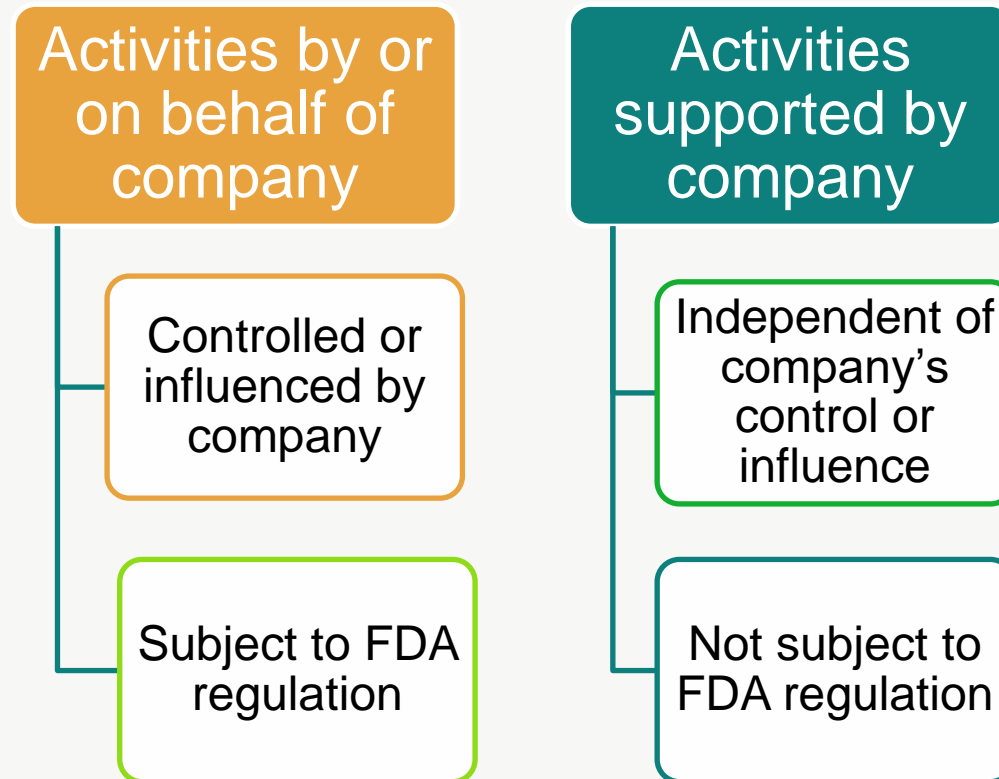 Activities by or
on behalf of
company
Controlled or
influenced by
company
Subject to FDA
regulation
Activities
supported by
company
Independent of
company’s
control or
influence
Not subject to
FDA regulation